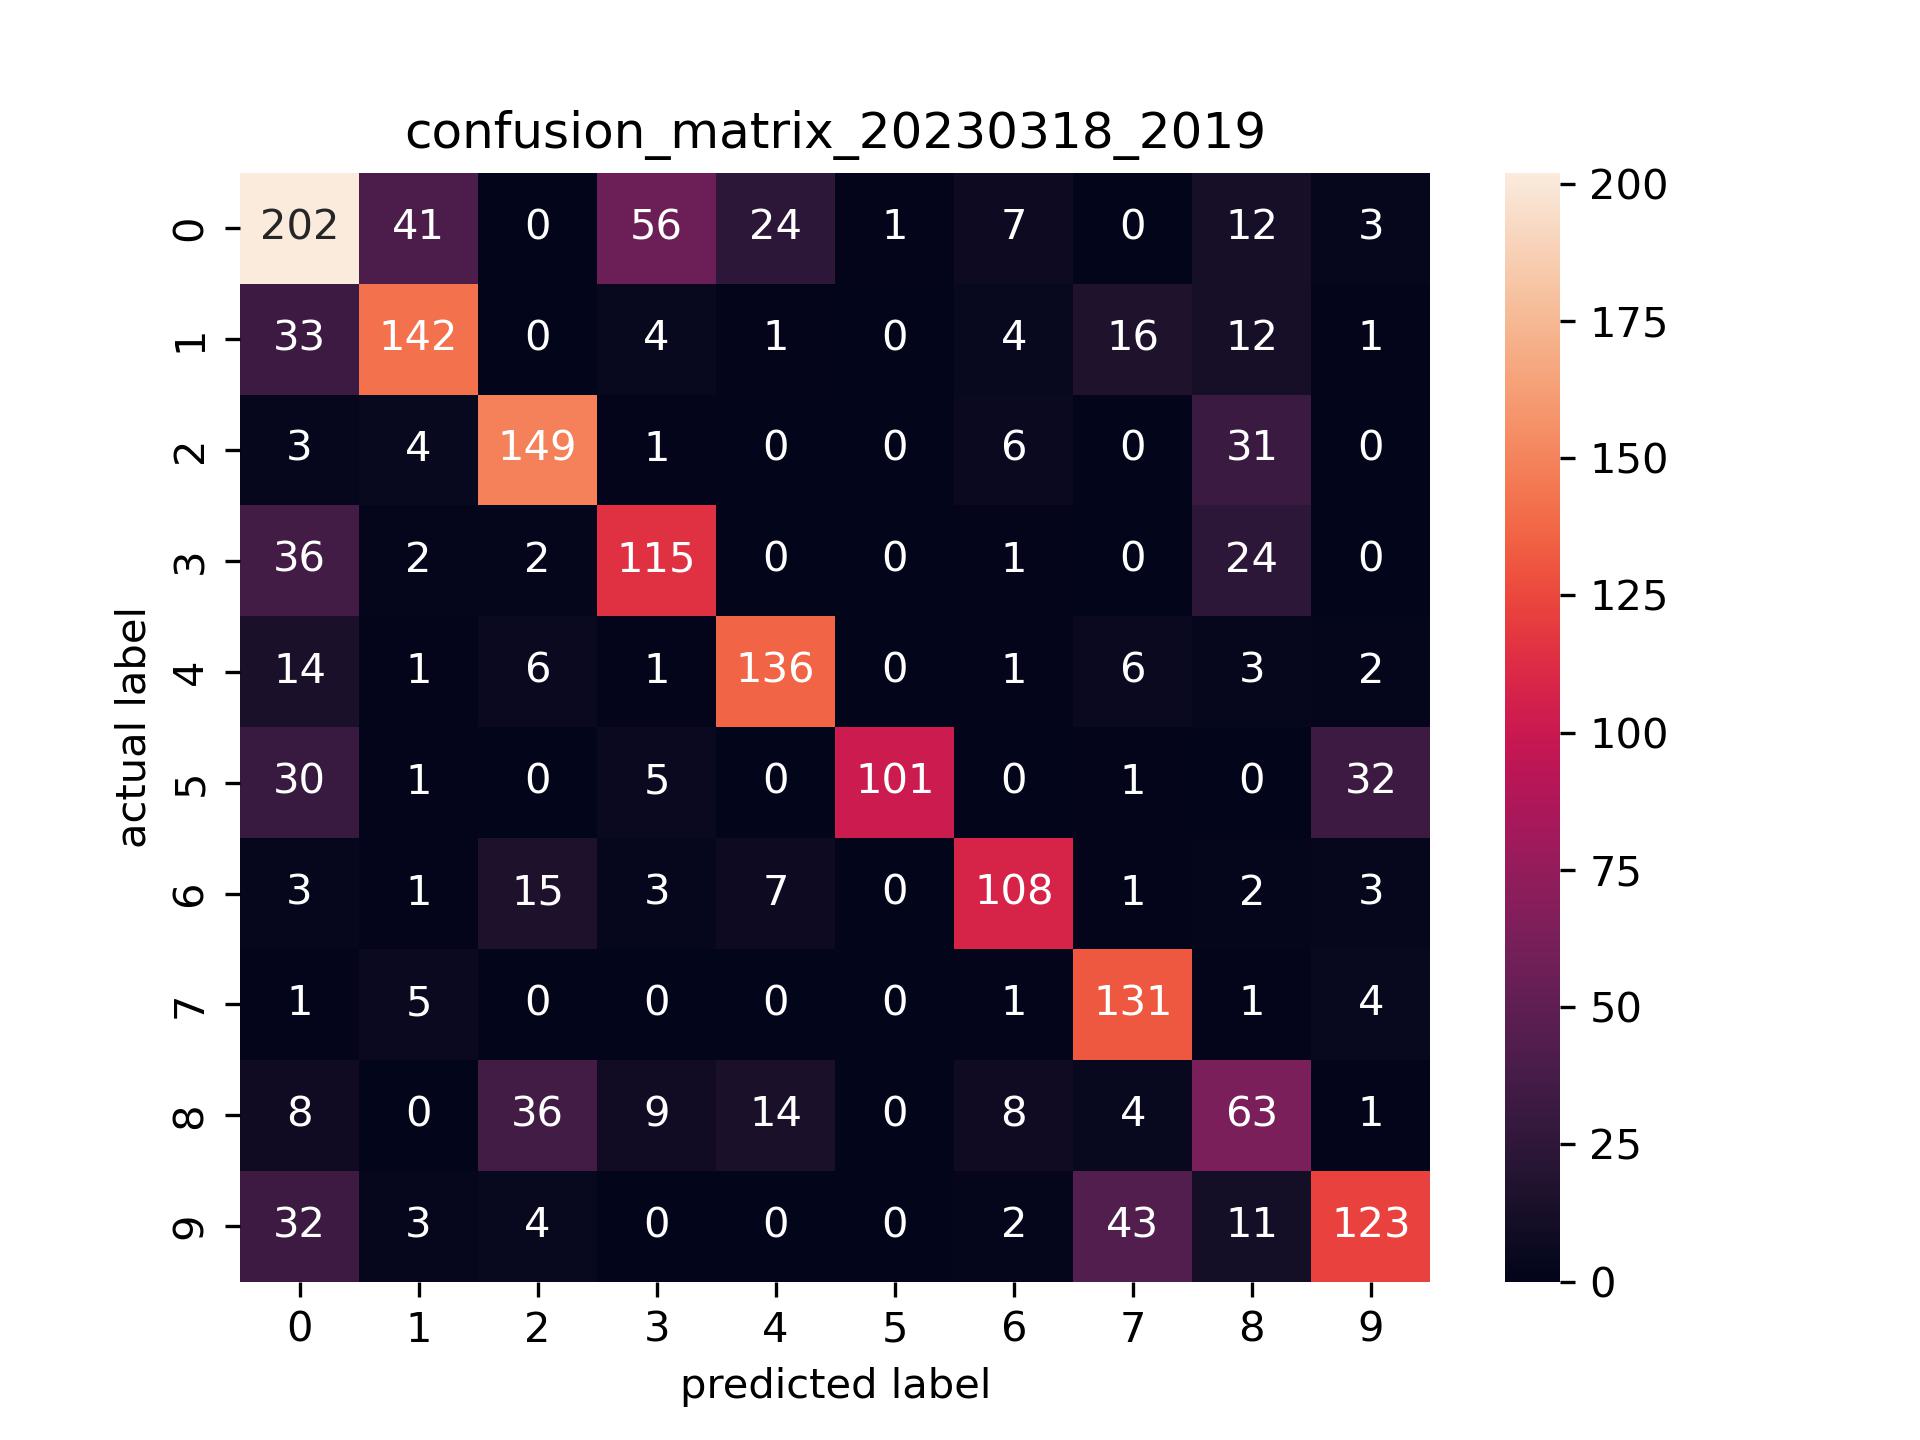 confusion_matrix_20230318_2019
0 202 41 0 56 24 1 7 0 12 3
1 33 142 0 4 1 0 4 16 12 1
2 3 4 149 1 0 0 6 0 31 0
3 36 2 2 115 0 0 1 0 24 0
4 14 1 6 1 136 0 1 6 3 2
5 30 1 0 5 0 101 0 1 0 32
6 3 1 15 3 7 0 108 1 2 3
7 1 5 0 0 0 0 1 131 1 4
8 8 0 36 9 14 0 8 4 63 1
9 32 3 4 0 0 0 2 43 11 123
0 1 2 3 4 5 6 7 8 9
predicted label
actual label
200
175
150
125
100
75
50
25
0